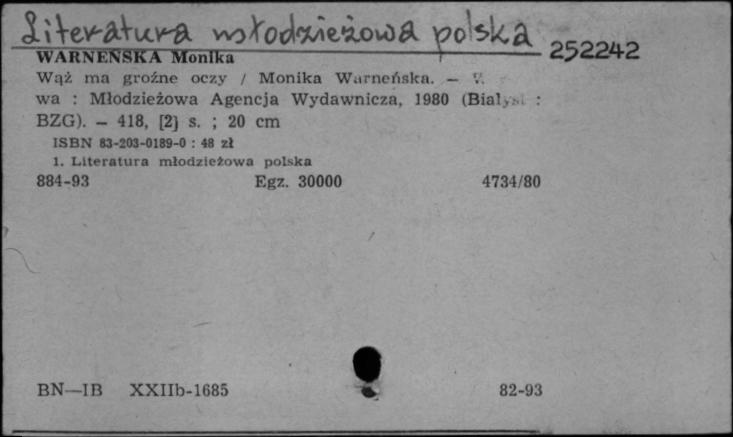 Literatura młodzieżowa polska 252242
WARNEŃSKA Monika
Wąż ma groźne oczy / Monika Warneńska. —
wa : Młodzieżowa Agencja Wydawnicza, 1980 :
BZG). — 418, [2] s. ; 20 cm
ISBN 83-203-0189-0 : 48 zł
1. Literatura młodzieżowa polska
884-93 Egz. 30000 4734/80
BN—IB XXIIb-1685 82-93